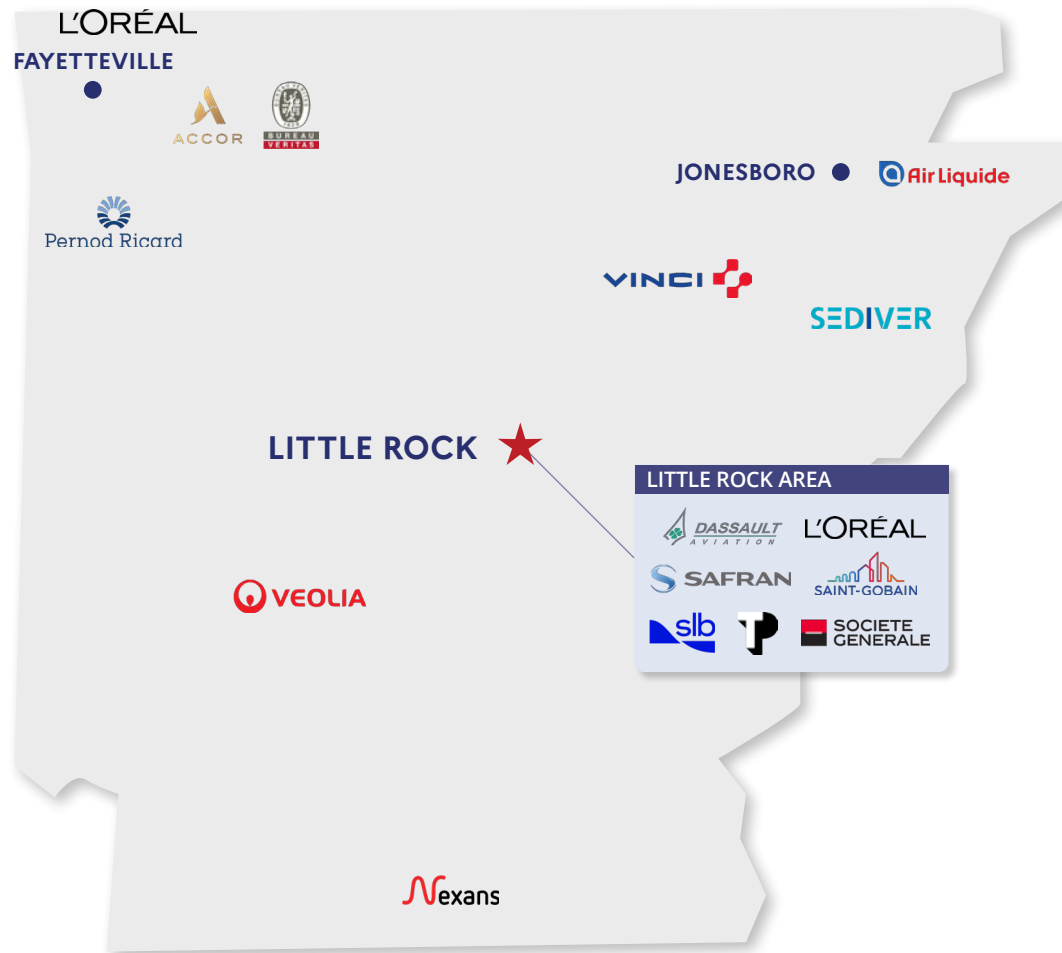 L'ORÉAL
FAYETTEVILLE
ACCOR
BUREAU
VERITAS
JONESBORO
Air Liquide
Pernod Ricard
VINCI
SEDIVER
LITTLE ROCK
LITTLE ROCK AREA
DASSAULT
AVIATION
L'ORÉAL
SAFRAN
SAINT-GOBAIN
slb
TP
SOCIETE
GENERALE
VEOLIA
Nexans